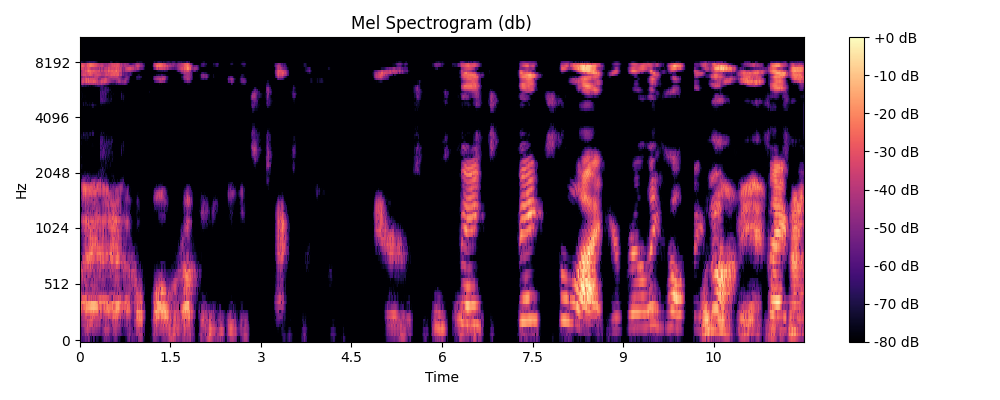 Mel Spectrogram (db)
Hz
8192
4096
2048
1024
512
0
0 1.5 3 4.5 6 7.5 9 10
Time
+0 dB
-10 dB
-20 dB
-30 dB
-40 dB
-50 dB
-60 dB
-70 dB
-80 dB